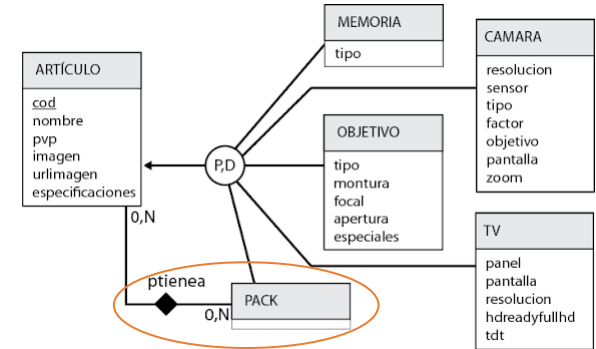 MEMORIA
tipo
CAMARA
resolucion
sensor
tipo
factor
objetivo
pantalla
zoom
ARTÍCULO
cod
nombre
pvp
imagen
urlimagen
especificaciones
P,D
OBJETIVO
tipo
montura
focal
apertura
especiales
0,N
ptienea
0,N
PACK
TV
panel
pantalla
resolucion
hdreadyfullhd
tdt